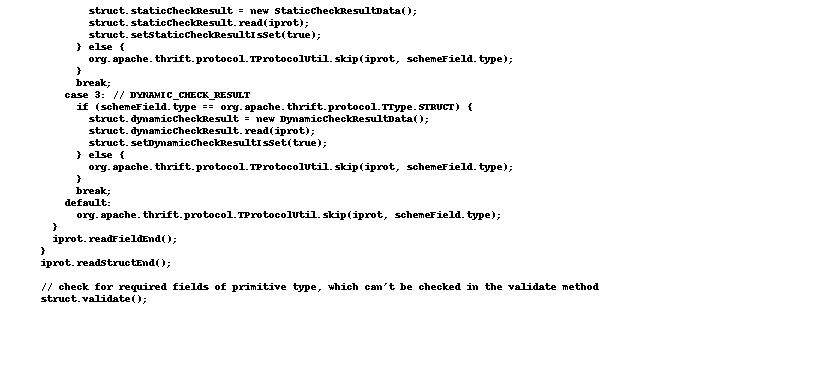 struct.staticCheckResult = new StaticCheckResultData();
struct.staticCheckResult.read(iprot);
struct.setStaticCheckResultIsSet(true);
} else {
org.apache.thrift.protocol.TProtocolUtil.skip(iprot, schemeField.type);
}
break;
case 3: // DYNAMIC_CHECK_RESULT
if (schemeField.type == org.apache.thrift.protocol.TType.STRUCT) {
struct.dynamicCheckResult = new DynamicCheckResultData();
struct.dynamicCheckResult.read(iprot);
struct.setDynamicCheckResultIsSet(true);
} else {
org.apache.thrift.protocol.TProtocolUtil.skip(iprot, schemeField.type);
}
break;
default:
org.apache.thrift.protocol.TProtocolUtil.skip(iprot, schemeField.type);
}
iprot.readFieldEnd();
}
iprot.readStructEnd();
// check for required fields of primitive type, which can't be checked in the validate method
struct.validate();